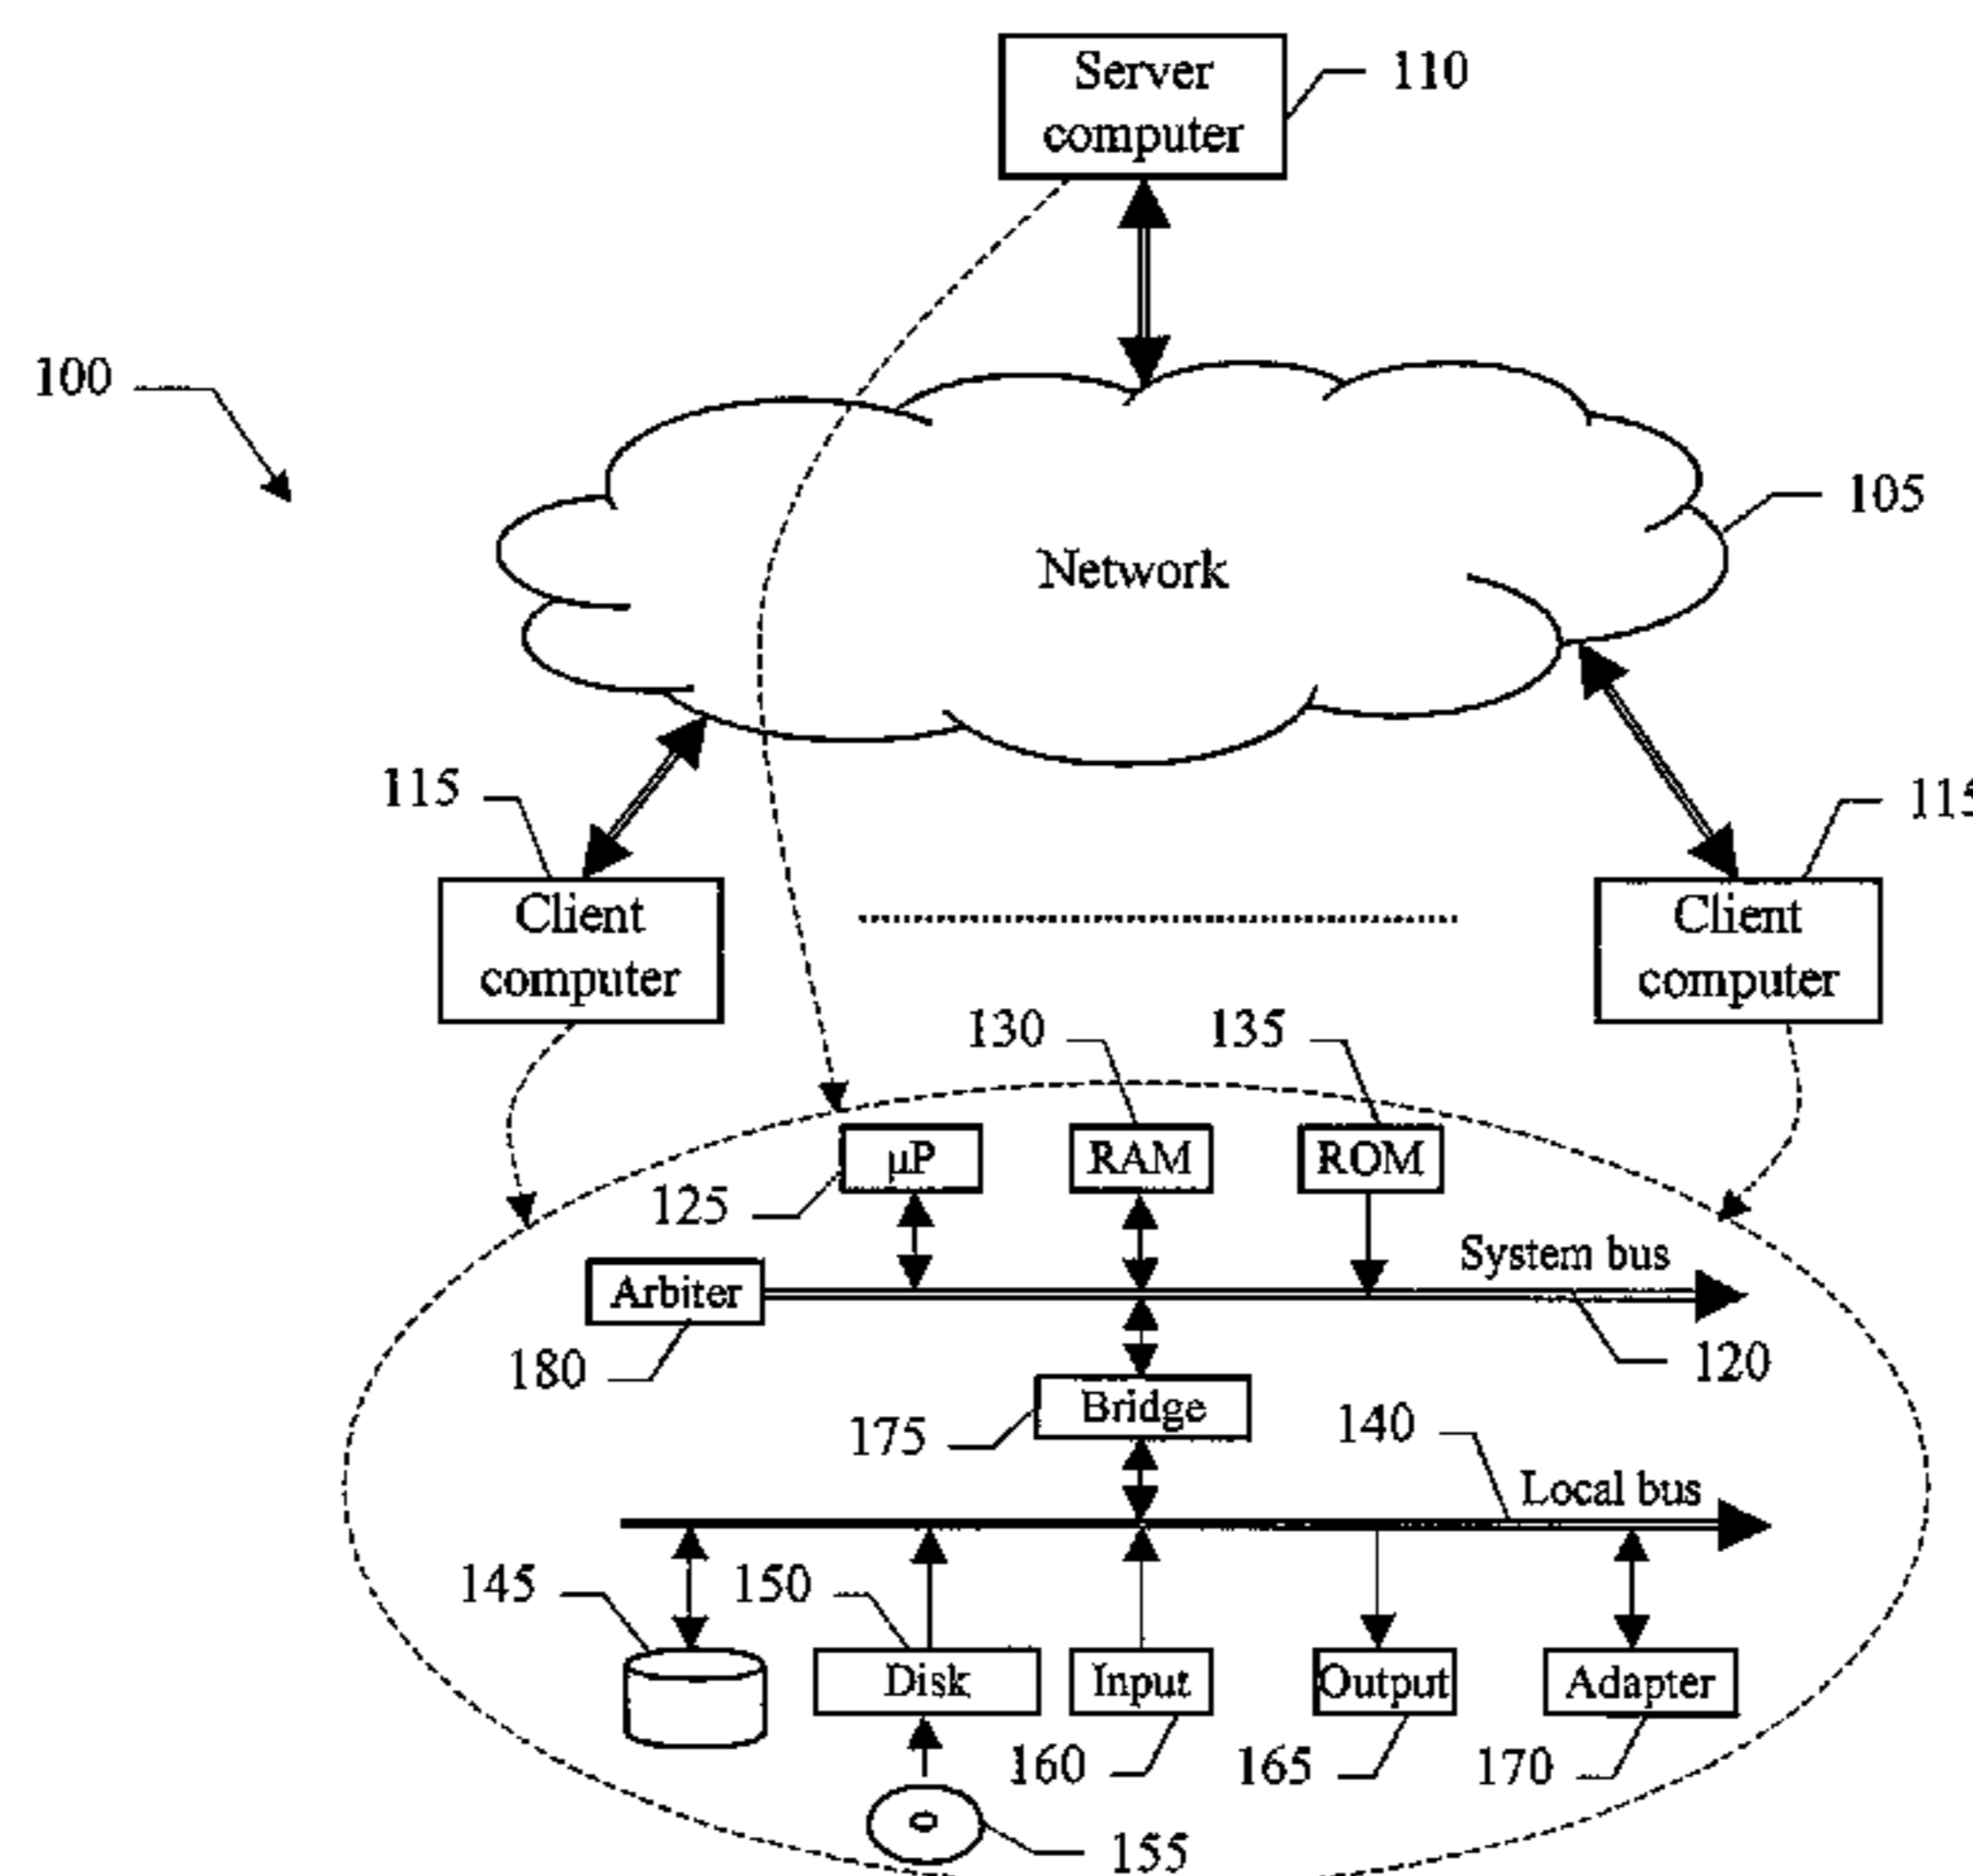 Server
computer
110
100
105
Network
115
115
Client
computer
Client
computer
130
135
μP
RAM
ROM
125
System bus
Arbiter
180
120
Bridge
175
140
Local bus
145
150
Disk
Input
Output
Adapter
160
165
170
155